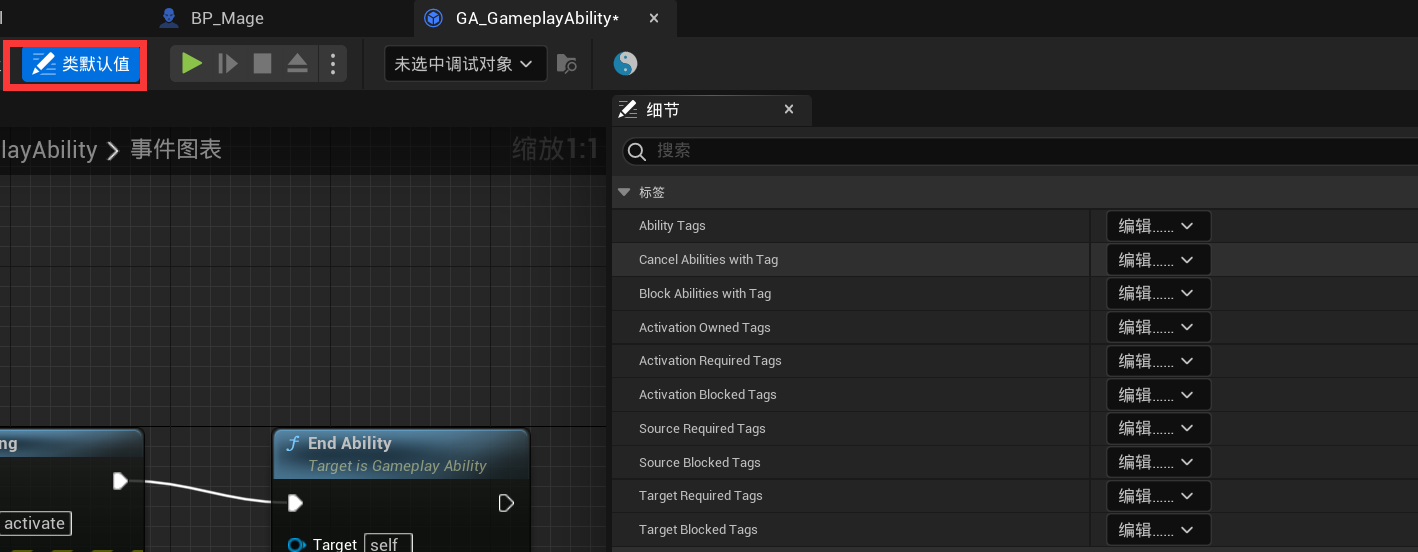 BP_Mage
GA_GameplayAbility*
类默认值
未选中调试对象
细节
layAbility
事件图表
缩放1:1
搜索
标签
Ability Tags
编辑......
Cancel Abilities with Tag
编辑......
Block Abilities with Tag
编辑......
Activation Owned Tags
编辑......
Activation Required Tags
编辑......
Activation Blocked Tags
编辑......
Source Required Tags
编辑......
Source Blocked Tags
编辑......
Target Required Tags
编辑......
Target Blocked Tags
编辑......
ng
f End Ability
Target is Gameplay Ability
activate
Target self